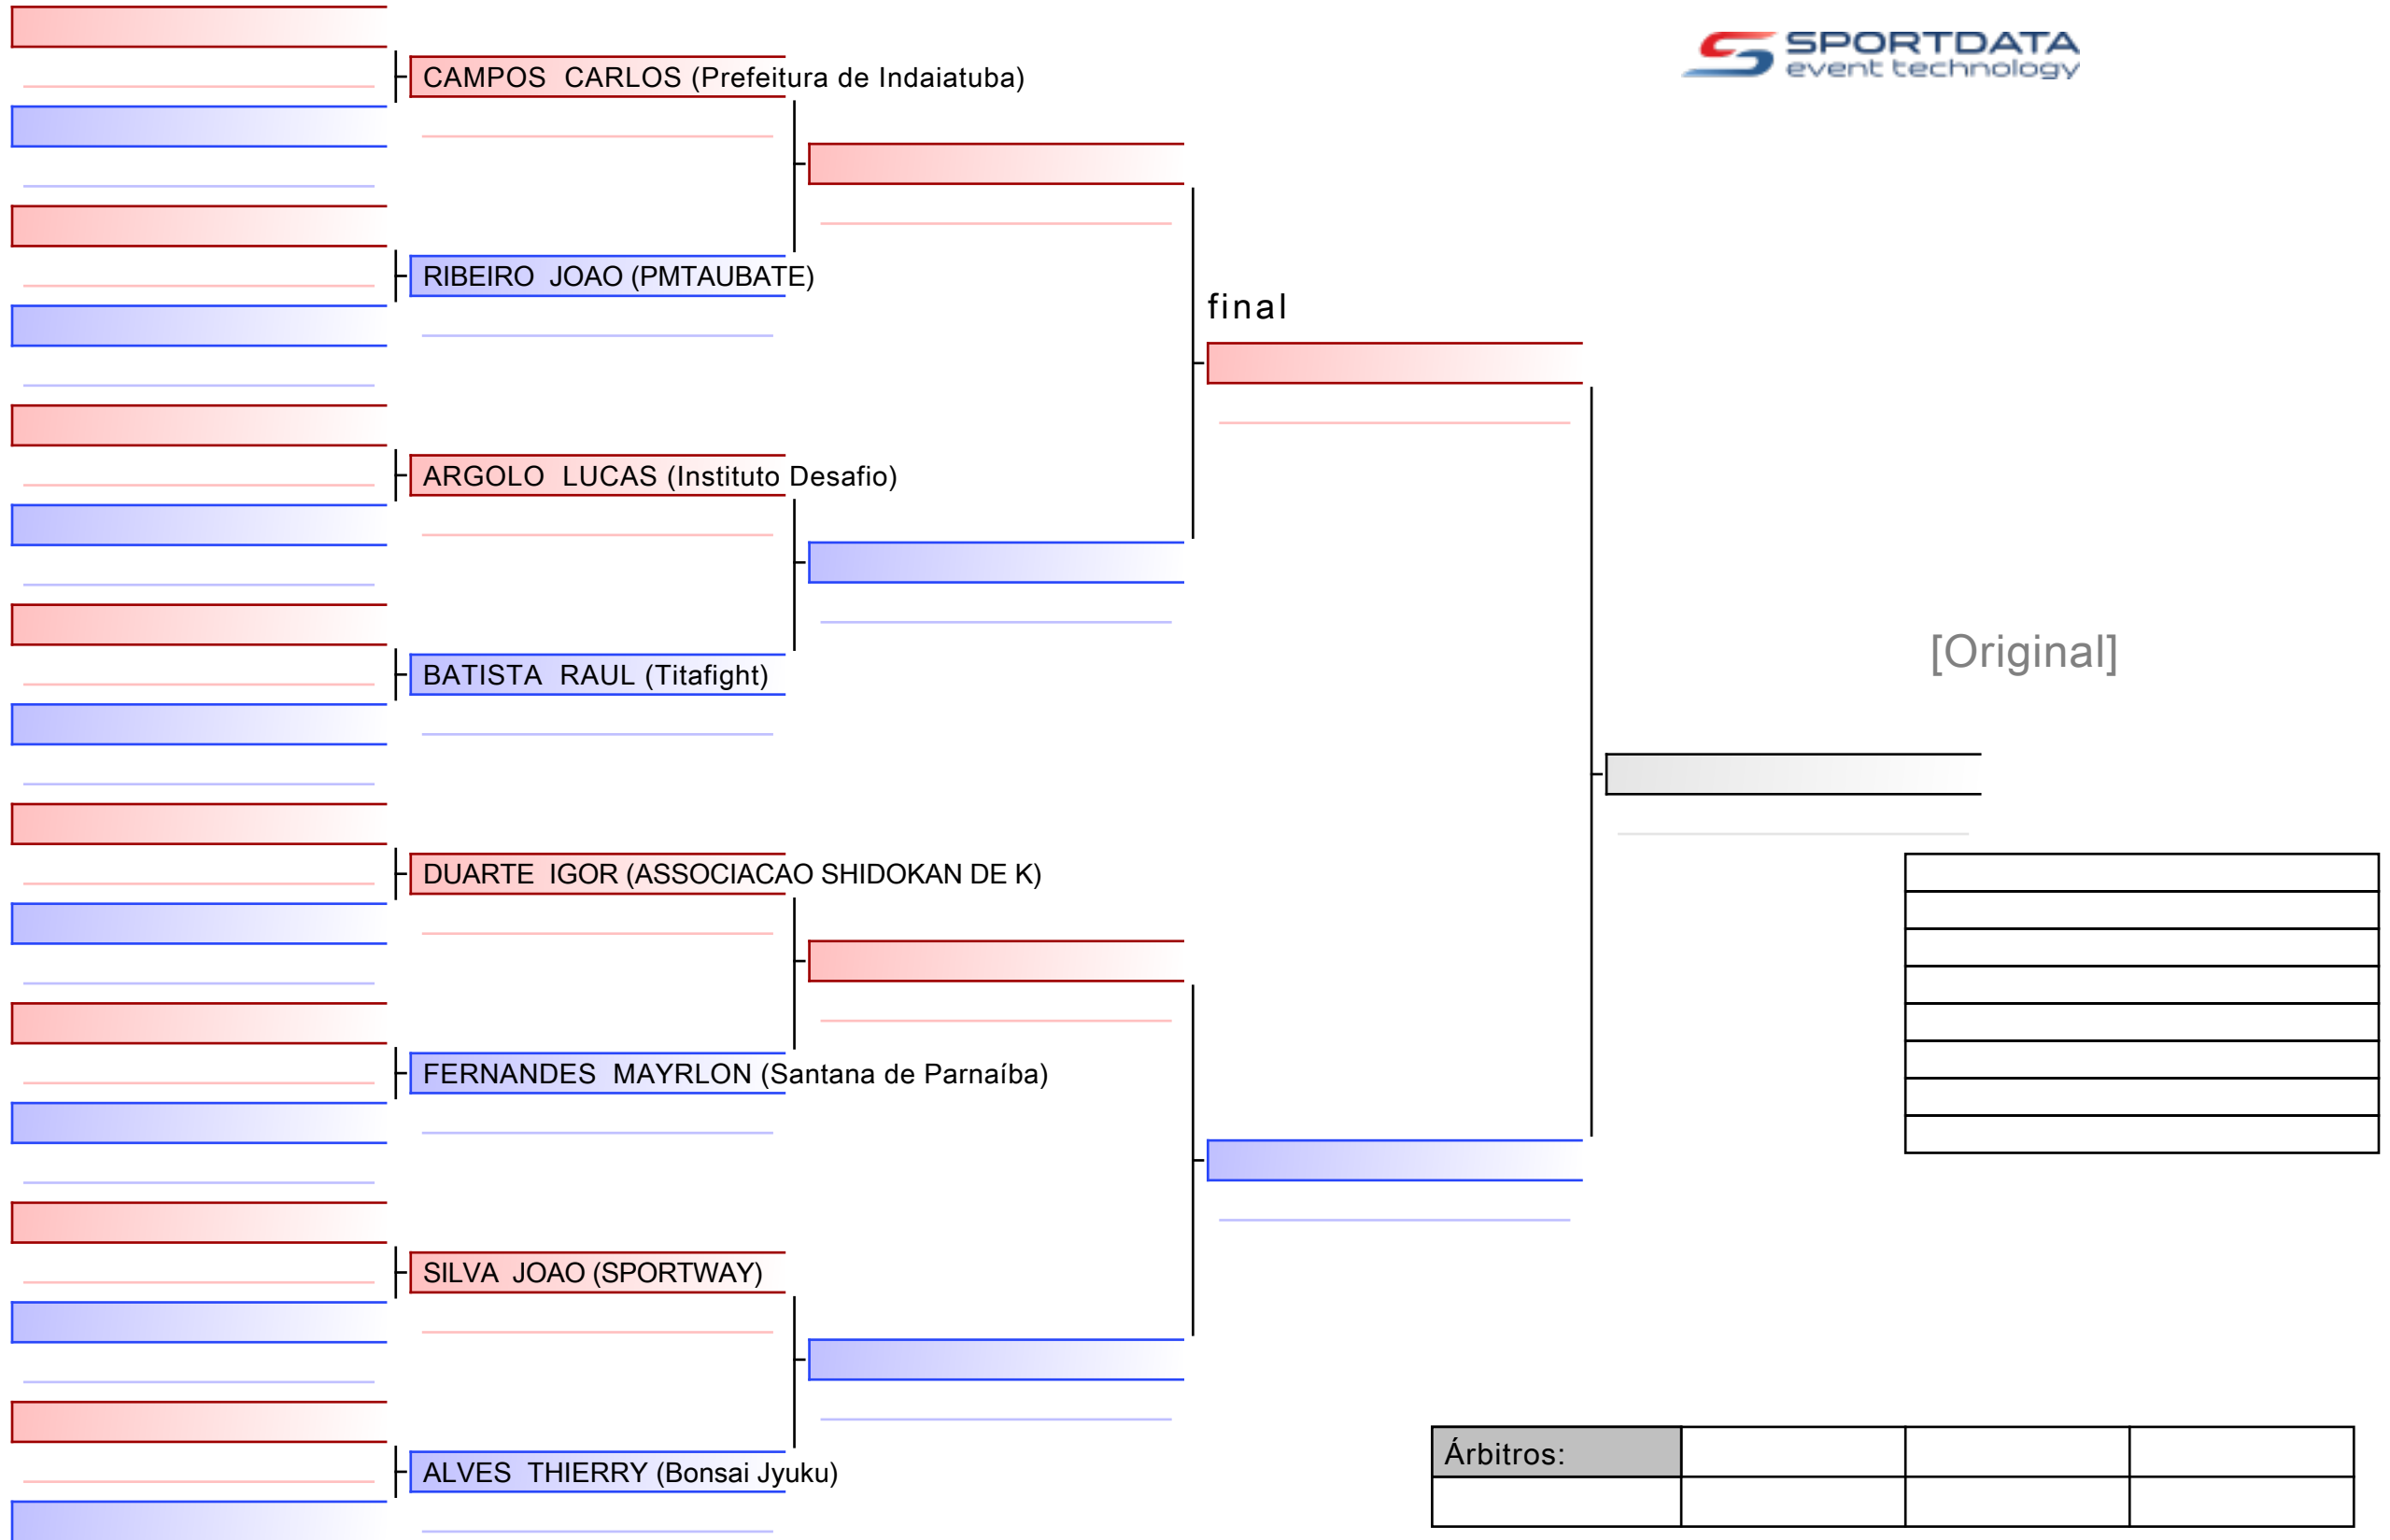 SPORTDATA
event technology
CAMPOS CARLOS (Prefeitura de Indaiatuba)
RIBEIRO JOAO (PMTAUBATE)
final
ARGOLO LUCAS (Instituto Desafio)
[Original]
BATISTA RAUL (Titafight)
DUARTE IGOR (ASSOCIACAO SHIDOKAN DE K)
FERNANDES MAYRLON (Santana de Parnaíba)
SILVA JOAO (SPORTWAY)
Árbitros:
ALVES THIERRY (Bonsai Jyuku)